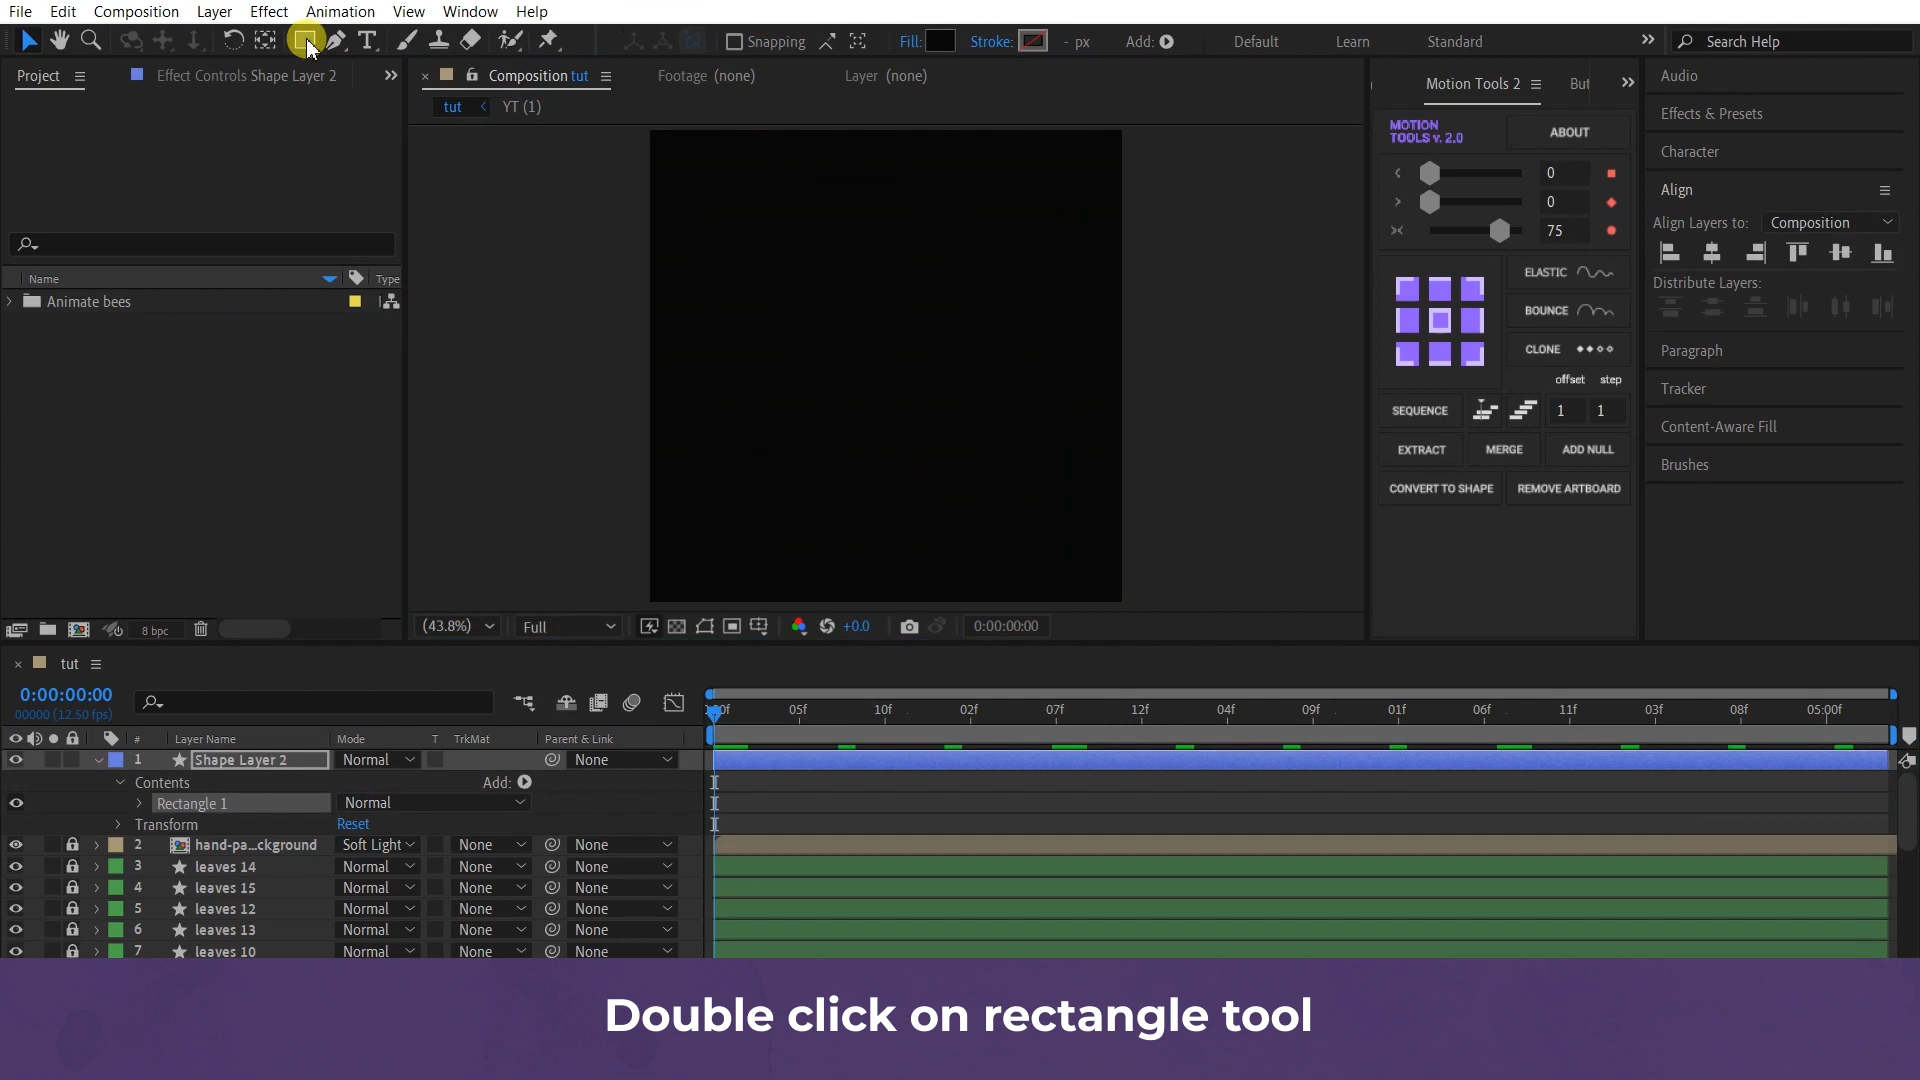 File Edit Composition Layer Effect Animation View Window Help
Snapping Fill: Stroke: - px Add: Default Learn Standard Search Help
Project Effect Controls Shape Layer 2 Composition tut Footage (none) Layer (none) Motion Tools 2 But Audio
tut YT (1)
Effects & Presets
MOTION TOOLS v. 2.0 ABOUT
Character
0
0
75
Align
Align Layers to: Composition
Distribute Layers:
ELASTIC
BOUNCE
CLONE
offset step
SEQUENCE 1 1
EXTRACT MERGE ADD NULL
CONVERT TO SHAPE REMOVE ARTBOARD
Paragraph
Tracker
Content-Aware Fill
Brushes
Name Type
Animate bees
8 bpc
(43.8%) Full +0.0 0:00:00:00
tut
0:00:00:00
00000 (12.50 fps)
05f 10f 02f 07f 12f 04f 09f 01f 06f 11f 03f 08f 05:00f
# Layer Name Mode T TrkMat Parent & Link
1 Shape Layer 2 Normal None
Contents Add:
Rectangle 1 Normal
Transform Reset
2 hand-pa...ckground Soft Light None None
3 leaves 14 Normal None None
4 leaves 15 Normal None None
5 leaves 12 Normal None None
6 leaves 13 Normal None None
7 leaves 10 Normal None None
Double click on rectangle tool